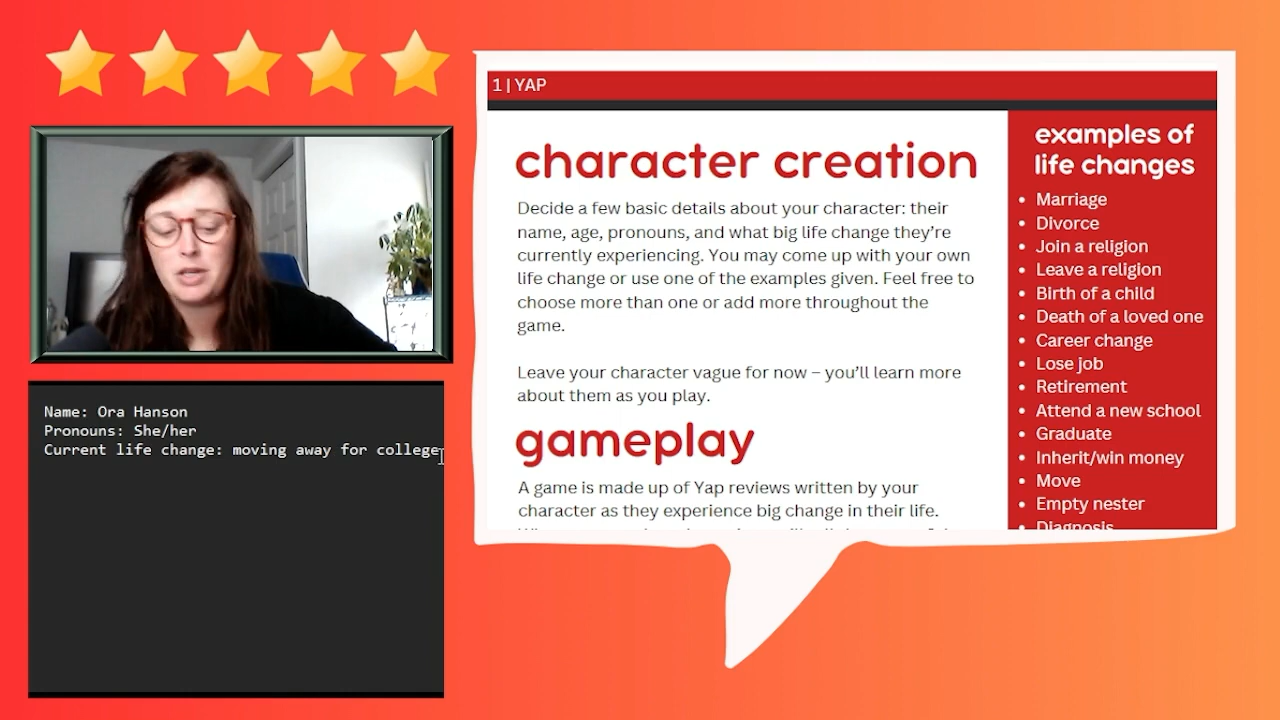 1 | YAP
character creation
Decide a few basic details about your character: their
name, age, pronouns, and what big life change they're
currently experiencing. You may come up with your own
life change or use one of the examples given. Feel free to
choose more than one or add more throughout the
game.
Leave your character vague for now – you'll learn more
about them as you play.
gameplay
A game is made up of Yap reviews written by your
character as they experience big change in their life.
examples of
life changes
• Marriage
• Divorce
• Join a religion
• Leave a religion
• Birth of a child
• Death of a loved one
• Career change
• Lose job
• Retirement
• Attend a new school
• Graduate
• Inherit/win money
• Move
• Empty nester
• Diagnosis
Name: Ora Hanson
Pronouns: She/her
Current life change: moving away for college